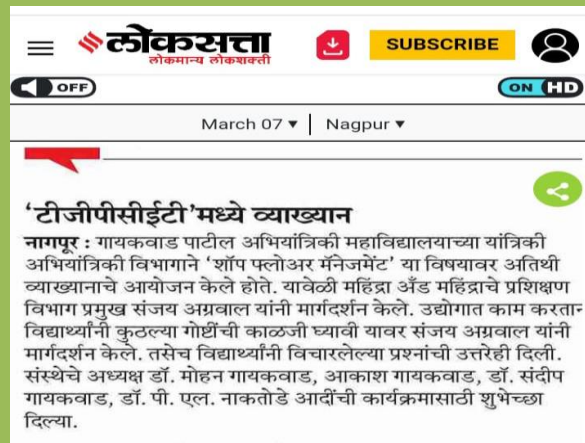 लोकसत्ता
लोकमान्य लोकशक्ती
SUBSCRIBE
OFF
ON HD
March 07 ▾ | Nagpur ▾
‘टीजीपीसीईटी’मध्ये व्याख्यान
नागपूर : गायकवाड पाटील अभियांत्रिकी महाविद्यालयाच्या यांत्रिकी
अभियांत्रिकी विभागाने ‘शॉप फ्लोअर मॅनेजमेंट’ या विषयावर अतिथी
व्याख्यानाचे आयोजन केले होते. यावेळी महिंद्रा अँड महिंद्राचे प्रशिक्षण
विभाग प्रमुख संजय अग्रवाल यांनी मार्गदर्शन केले. उद्योगात काम करतान
विद्यार्थ्यांनी कुठल्या गोष्टींची काळजी घ्यावी यावर संजय अग्रवाल यांनी
मार्गदर्शन केले. तसेच विद्यार्थ्यांनी विचारलेल्या प्रश्नांची उत्तरेही दिली.
संस्थेचे अध्यक्ष डॉ. मोहन गायकवाड, आकाश गायकवाड, डॉ. संदीप
गायकवाड, डॉ. पी. एल. नाकतोडे आदींची कार्यक्रमासाठी शुभेच्छा
दिल्या.